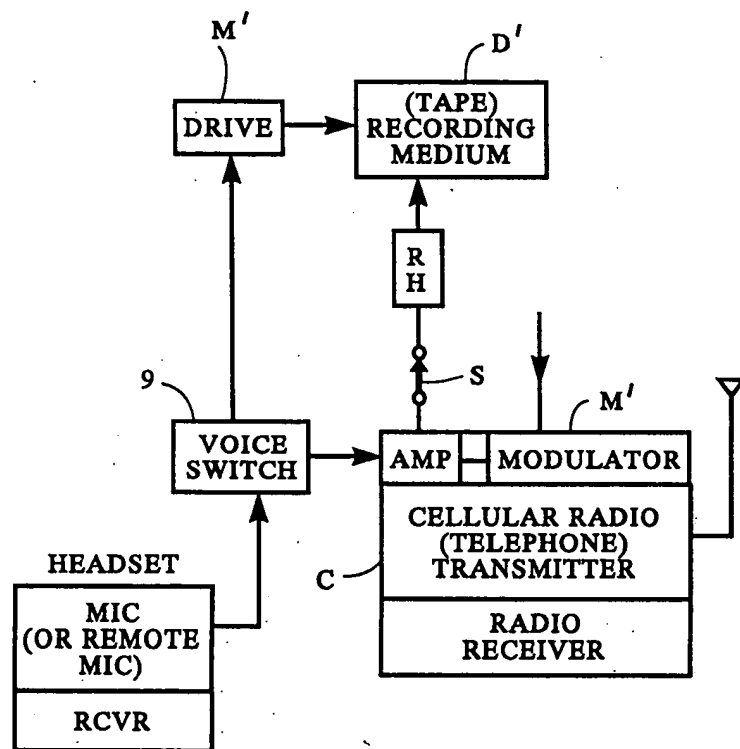 M'
D'
DRIVE
(TAPE)
RECORDING
MEDIUM
R
H
S
9
M'
VOICE
SWITCH
AMP
MODULATOR
CELLULAR RADIO
(TELEPHONE)
TRANSMITTER
C
HEADSET
MIC
(OR REMOTE
MIC)
RADIO
RECEIVER
RCVR